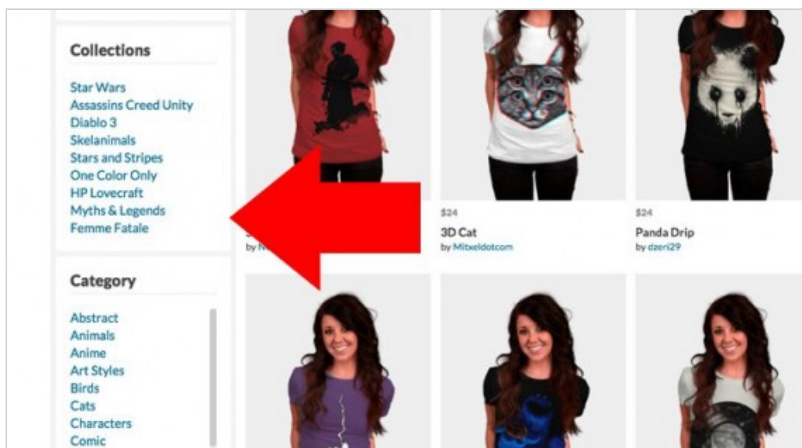 Collections
Star Wars
Assassins Creed Unity
Diablo 3
Skelanimals
Stars and Stripes
One Color Only
HP Lovecraft
Myths & Legends
Femme Fatale
Category
Abstract
Animals
Anime
Art Styles
Birds
Cats
Characters
Comic
by
$24
3D Cat
by Mitxeldotcom
$24
Panda Drip
by dzeri29